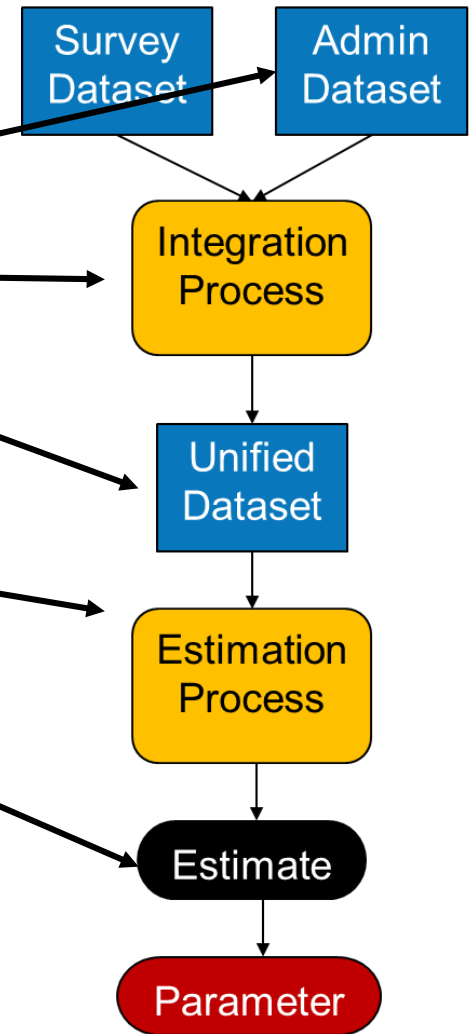 Survey
Dataset
Admin
Dataset
Integration
Process
Unified
Dataset
Estimation
Process
Estimate
Parameter